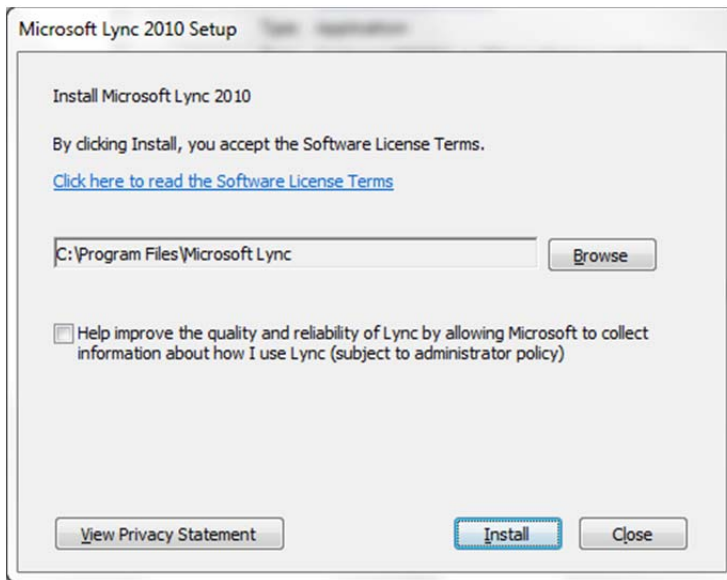 Microsoft Lync 2010 Setup
Install Microsoft Lync 2010
By clicking Install, you accept the Software License Terms.
Click here to read the Software License Terms
C:\Program Files\Microsoft Lync
Browse
Help improve the quality and reliability of Lync by allowing Microsoft to collect
information about how I use Lync (subject to administrator policy)
View Privacy Statement
Install
Close